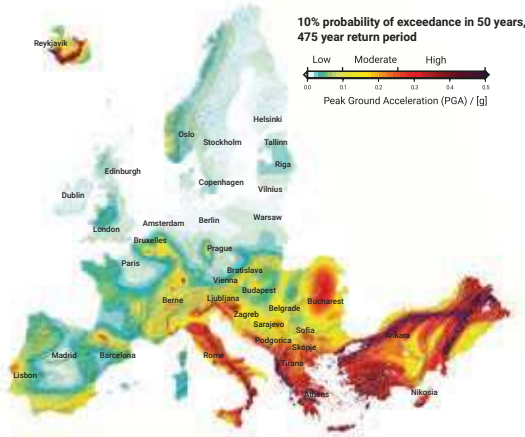 10% probability of exceedance in 50 years,
475 year return period
Low Moderate High
0.0 0.1 0.2 0.3 0.4 0.5
Peak Ground Acceleration (PGA) / [g]
Reykjavik
Helsinki
Oslo
Stockholm
Tallinn
Riga
Edinburgh
Copenhagen
Vilnius
Dublin
Amsterdam
Berlin
Warsaw
London
Bruxelles
Prague
Paris
Bratislava
Vienna
Budapest
Berne
Ljubljana
Bucharest
Belgrade
Zagreb
Sarajevo
Sofia
Ankara
Podgorica
Skopje
Madrid
Barcelona
Rome
Tirana
Lisbon
Athens
Nikosia